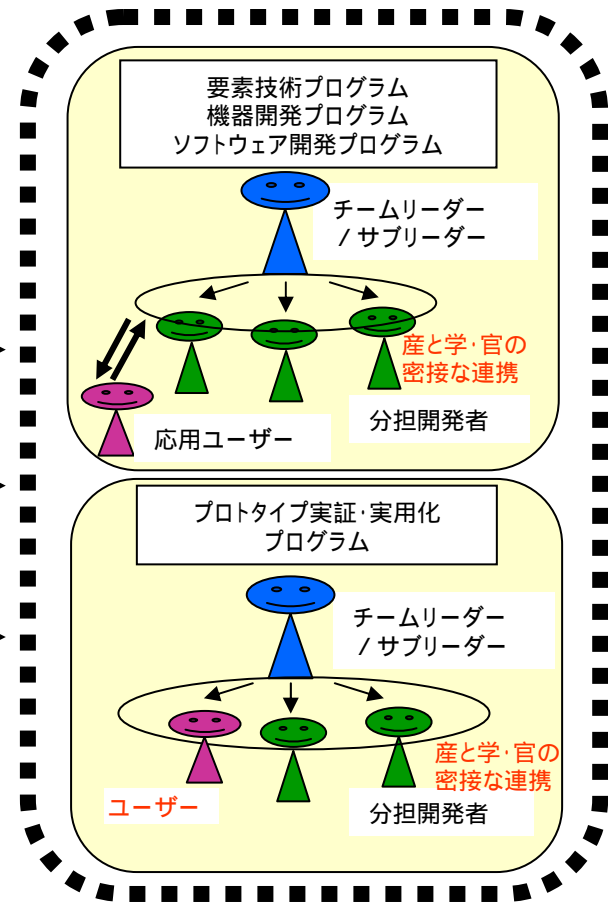 要素技術プログラム
機器開発プログラム
ソフトウェア開発プログラム
チームリーダー
/ サブリーダー
産と学･官の
密接な連携
分担開発者
応用ユーザー
プロトタイプ実証･実用化
プログラム
チームリーダー
/ サブリーダー
産と学･官の
密接な連携
ユーザー
分担開発者